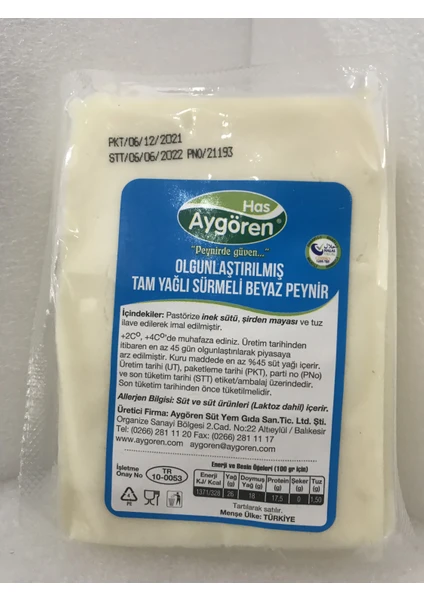 PKT/06/12/2021
STT/06/06/2022 PNO/21193
Has
Aygören®
"Peynirde güven..."
OLGUNLAŞTIRILMIŞ
TAM YAĞLI SÜRMELİ BEYAZ PEYNİR
İçindekiler: Pastörize inek sütü, şirden mayası ve tuz
ilave edilerek imal edilmiştir.
+2Cº, +4Cº'de muhafaza ediniz. Üretim tarihinden
itibaren en az 45 gün olgunlaştırılarak piyasaya
arz edilmiştir. Kuru maddede en az %45 süt yağı içerir.
Üretim tarihi (UT), paketleme tarihi (PKT), parti no (PNo)
ve son tüketim tarihi (STT) etiket/ambalaj üzerindedir.
Son tüketim tarihinden önce tüketilmelidir.
Allerjen Bilgisi: Süt ve süt ürünleri (Laktoz dahil) içerir.
Üretici Firma: Aygören Süt Yem Gıda San.Tic. Ltd. Şti.
Organize Sanayi Bölgesi 2.Cad. No:22 Altıeylül / Balıkesir
Tel: (0266) 281 11 20 Fax: (0266) 281 11 17
www.aygoren.com aygoren@aygoren.com
İşletme
Onay No
TR
10-0053
PE
Enerji ve Besin Öğeleri (100 gr için)
Enerji KJ/ Kcal Yağ (g) Doymuş Yağ (g) Protein (g) Şeker (g) Tuz (g)
1371/328 26 18 17,5 0 1,50
Tartılarak satılır.
Menşe Ülke: TÜRKİYE